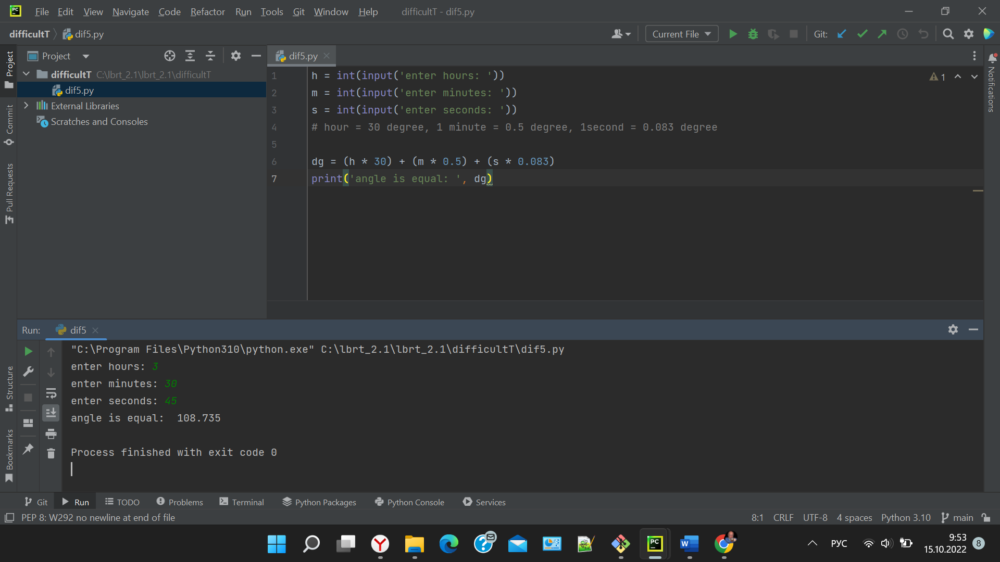 File Edit View Navigate Code Refactor Run Tools Git Window Help difficultT - dif5.py
difficultT dif5.py Current File Git:
Project dif5.py
Project
Commit
Pull Requests
Structure
Bookmarks
Notifications
difficultT C:\lbrt_2.1\lbrt_2.1\difficultT
dif5.py
External Libraries
Scratches and Consoles
1 h = int(input('enter hours: '))
2 m = int(input('enter minutes: '))
3 s = int(input('enter seconds: '))
4 # hour = 30 degree, 1 minute = 0.5 degree, 1second = 0.083 degree
5
6 dg = (h * 30) + (m * 0.5) + (s * 0.083)
7 print('angle is equal: ', dg)
1
Run: dif5
"C:\Program Files\Python310\python.exe" C:\lbrt_2.1\lbrt_2.1\difficultT\dif5.py
enter hours: 3
enter minutes: 30
enter seconds: 45
angle is equal:  108.735
Process finished with exit code 0
Git Run TODO Problems Terminal Python Packages Python Console Services
PEP 8: W292 no newline at end of file 8:1 CRLF UTF-8 4 spaces Python 3.10 main
РУС 9:53
15.10.2022 8